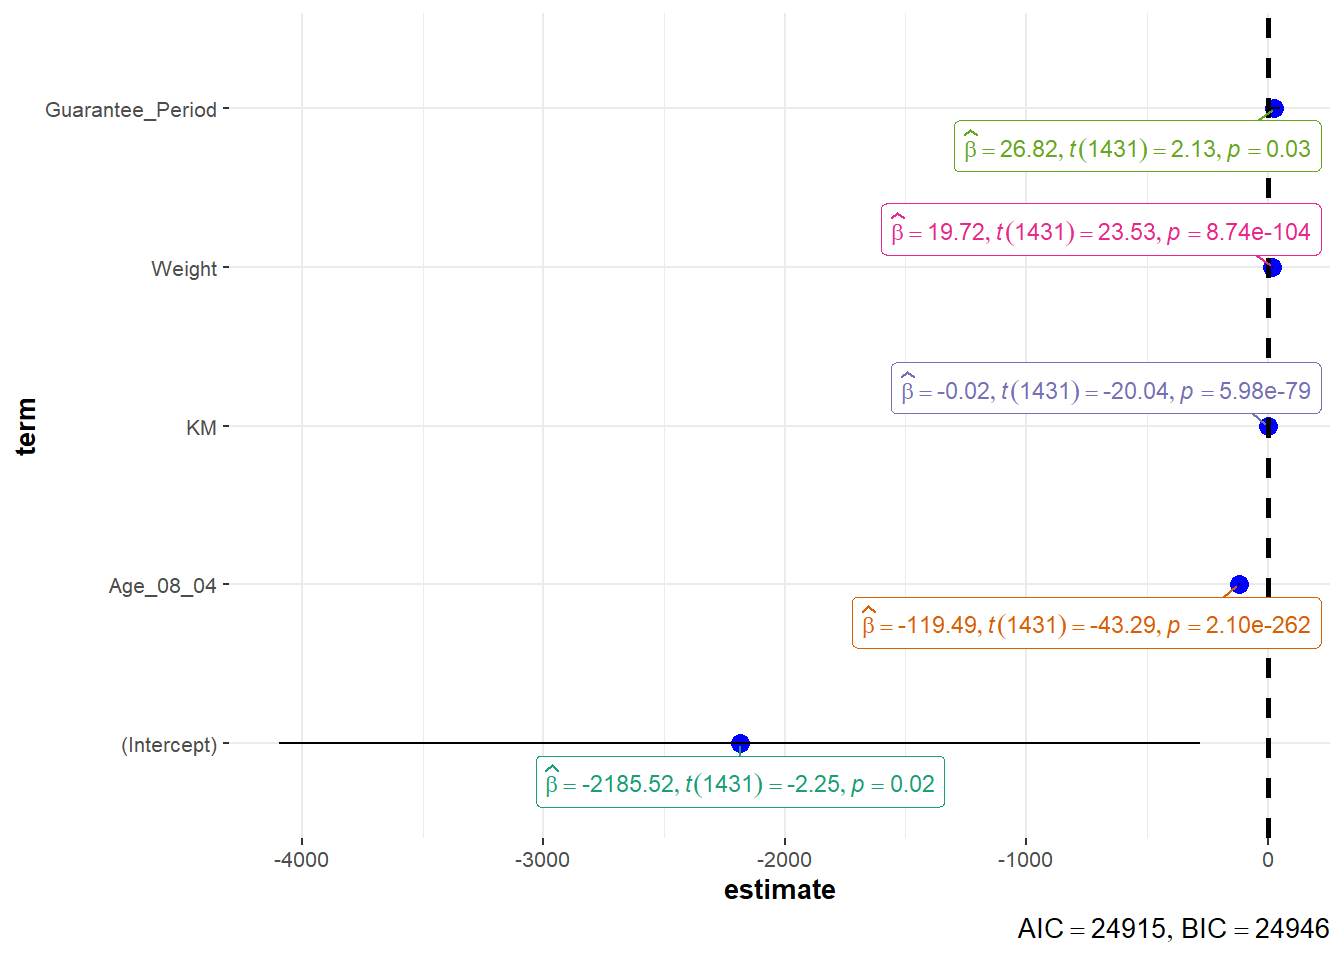 Guarantee_Period
β̂ = 26.82, t(1431) = 2.13, p = 0.03
β̂ = 19.72, t(1431) = 23.53, p = 8.74e-104
Weight
β̂ = -0.02, t(1431) = -20.04, p = 5.98e-79
KM
term
Age_08_04
β̂ = -119.49, t(1431) = -43.29, p = 2.10e-262
(Intercept)
β̂ = -2185.52, t(1431) = -2.25, p = 0.02
-4000 -3000 -2000 -1000 0
estimate
AIC = 24915, BIC = 24946